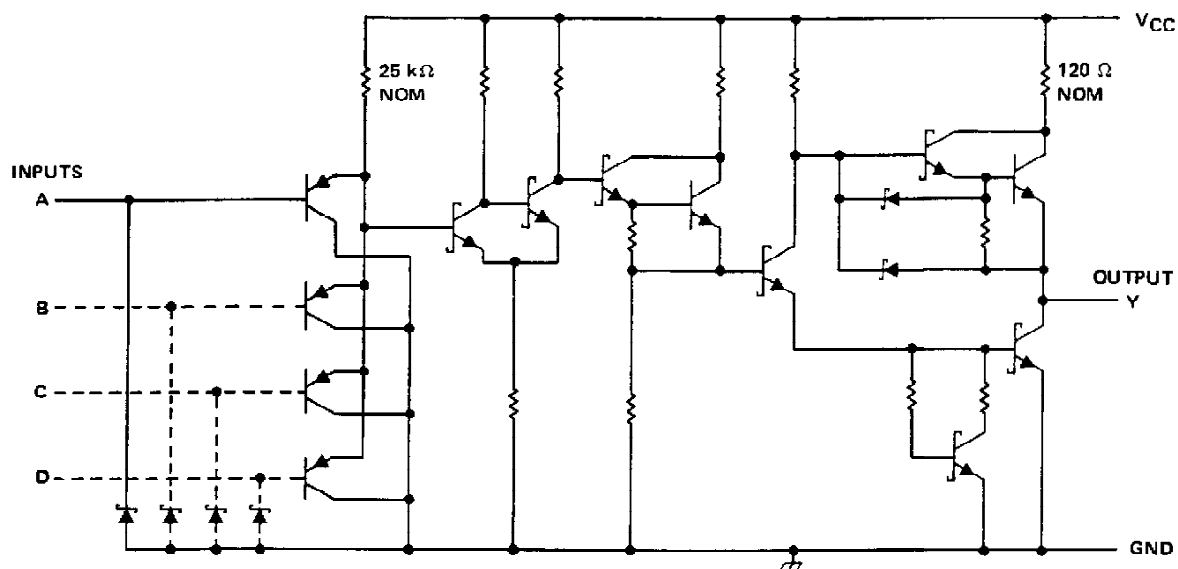 VCC
25 kΩ
NOM
120 Ω
NOM
INPUTS
A
B
C
D
OUTPUT
Y
GND